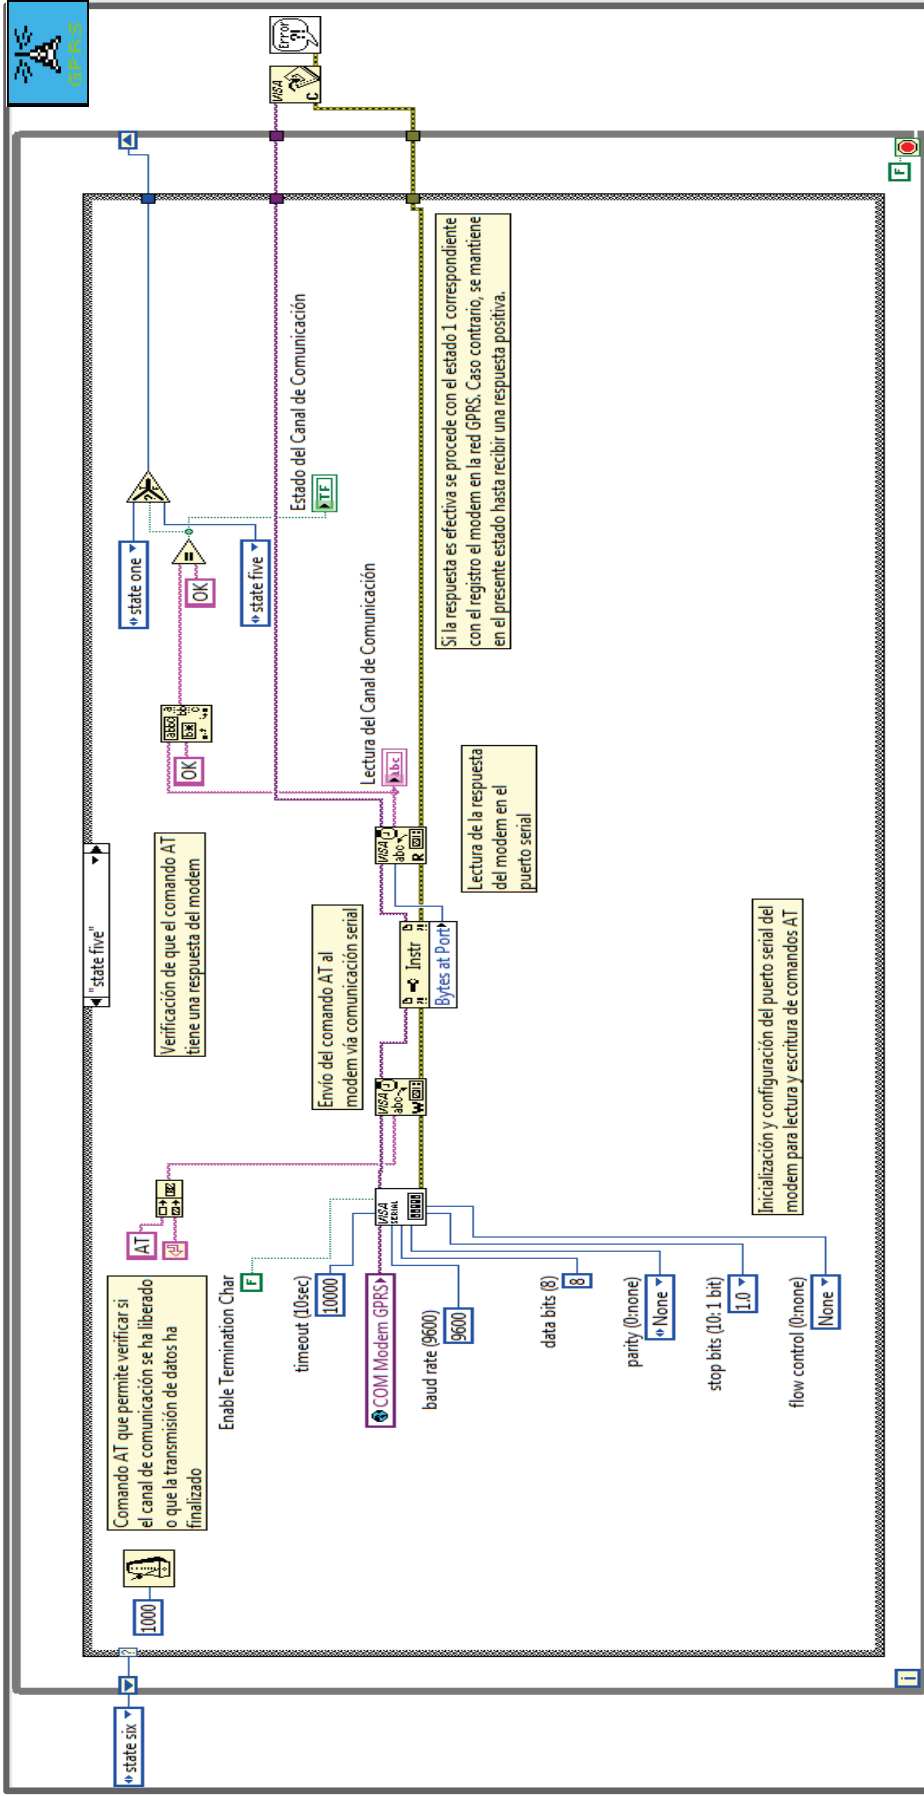 GPRS
state six
1000
"state five"
Comando AT que permite verificar si
el canal de comunicación se ha liberado
o que la transmisión de datos ha
finalizado
AT
Verificación de que el comando AT
tiene una respuesta del modem
OK
OK
state one
state five
Enable Termination Char
F
timeout (10sec)
10000
COM Modem GPRS
baud rate (9600)
9600
data bits (8)
8
parity (0:none)
None
stop bits (10: 1 bit)
1.0
flow control (0:none)
None
VISA
SERIAL
Envío del comando AT al
modem vía comunicación serial
VISA
abc
W
Instr
Bytes at Port
VISA
abc
R
Lectura del Canal de Comunicación
abc
Estado del Canal de Comunicación
TF
Lectura de la respuesta
del modem en el
puerto serial
Si la respuesta es efectiva se procede con el estado 1 correspondiente
con el registro el modem en la red GPRS. Caso contrario, se mantiene
en el presente estado hasta recibir una respuesta positiva.
Inicialización y configuración del puerto serial del
modem para lectura y escritura de comandos AT
VISA
C
Error
?!
F
i